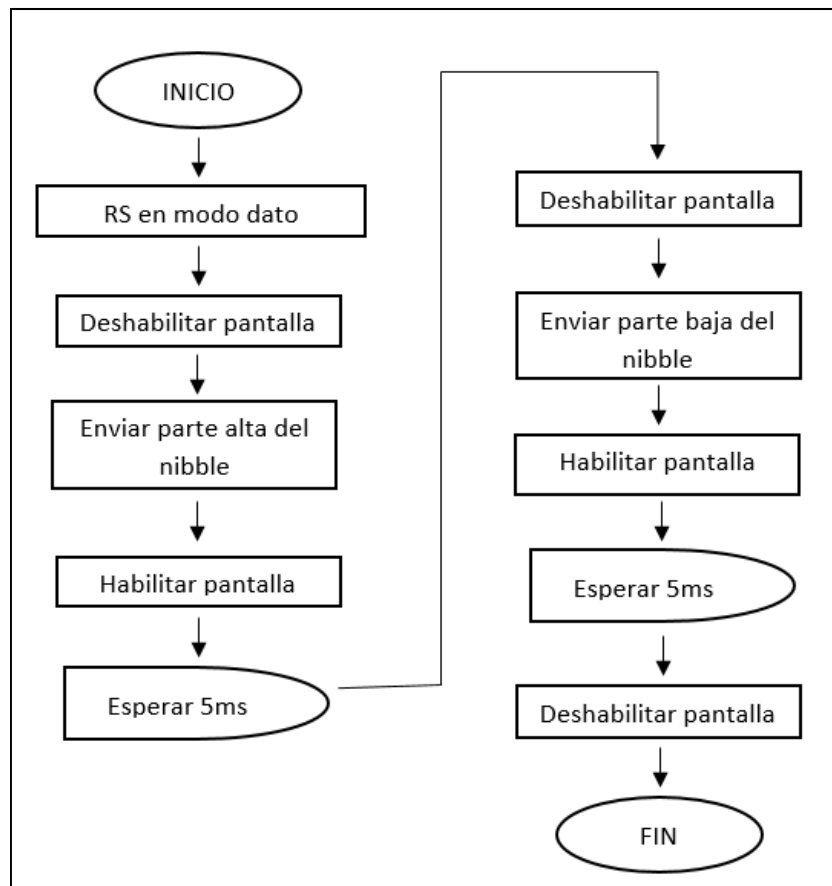 INICIO
RS en modo dato
Deshabilitar pantalla
Enviar parte alta del
nibble
Habilitar pantalla
Esperar 5ms
Deshabilitar pantalla
Enviar parte baja del
nibble
Habilitar pantalla
Esperar 5ms
Deshabilitar pantalla
FIN